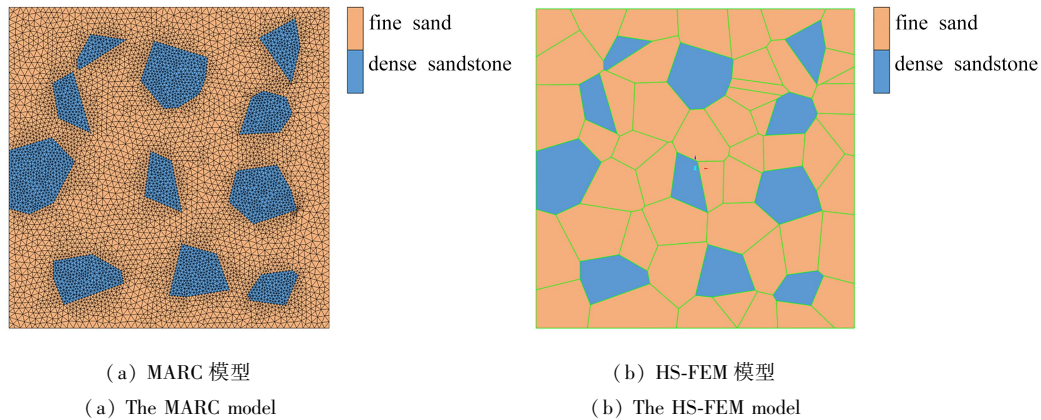 fine sand
dense sandstone
fine sand
dense sandstone
(a) MARC 模型
(a) The MARC model
(b) HS-FEM 模型
(b) The HS-FEM model